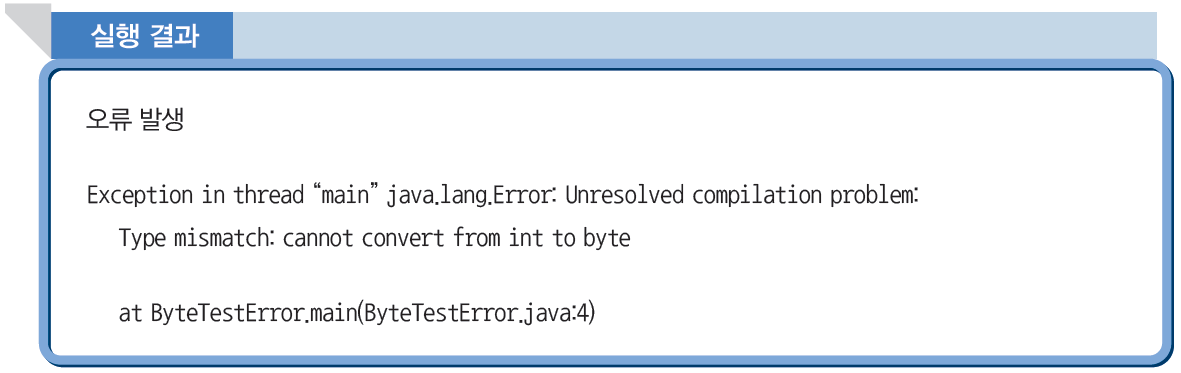 실행 결과
오류 발생
Exception in thread “main” java.lang.Error: Unresolved compilation problem:
Type mismatch: cannot convert from int to byte
at ByteTestError.main(ByteTestError.java:4)